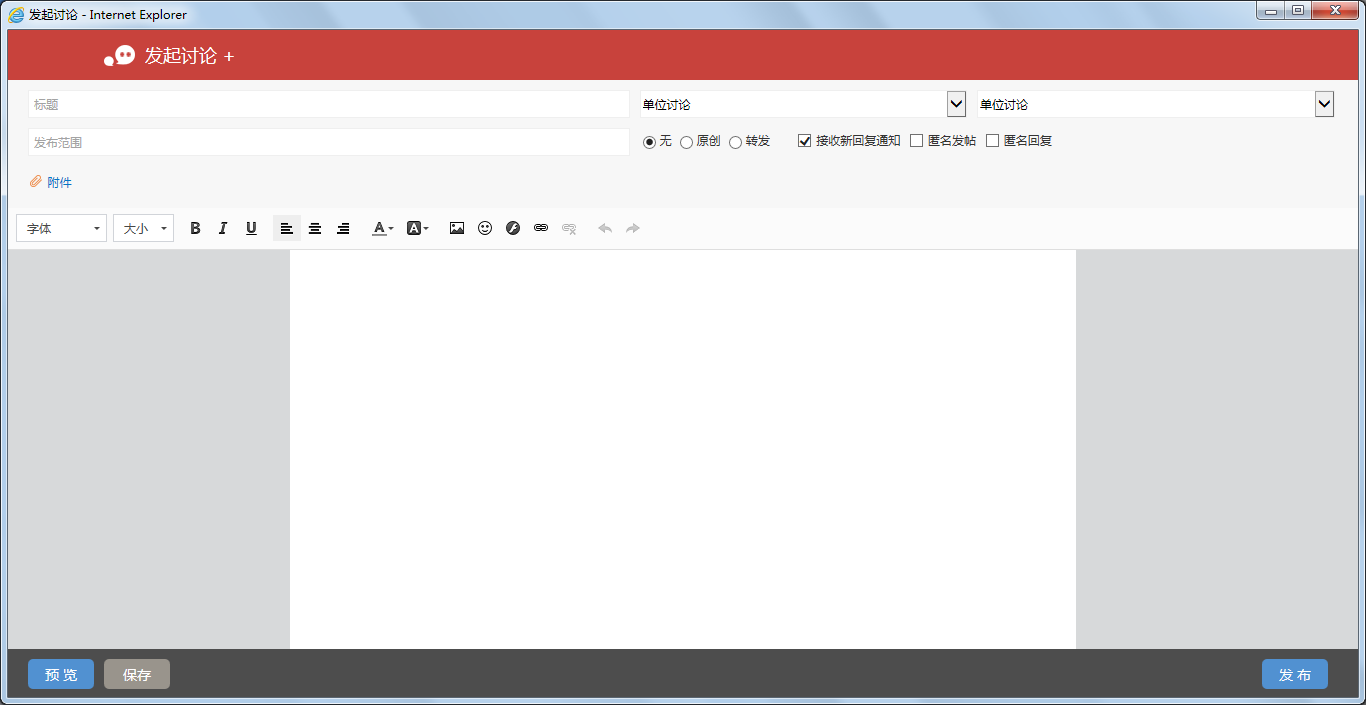 发起讨论 - Internet Explorer
发起讨论 +
标题 单位讨论 单位讨论
发布范围 无 原创 转发 接收新回复通知 匿名发帖 匿名回复
附件
字体 大小 B I U A A
预 览 保存 发 布